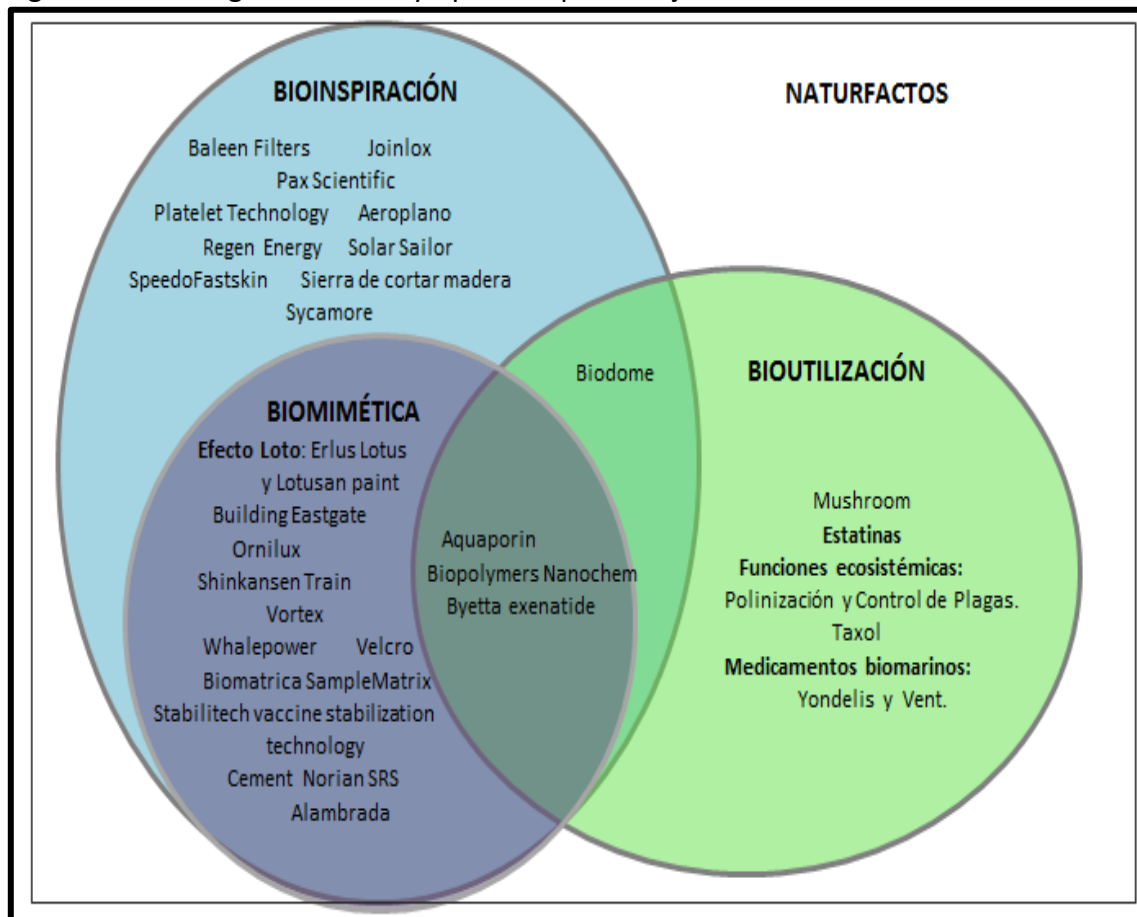 BIOINSPIRACIÓN
NATURFACTOS
Baleen Filters Joinlox
Pax Scientific
Platelet Technology Aeroplano
Regen Energy Solar Sailor
SpeedoFastskin Sierra de cortar madera
Sycamore
Biodome
BIOUTILIZACIÓN
BIOMIMÉTICA
Efecto Loto: Erlus Lotus
y Lotusan paint
Building Eastgate
Ornilux
Shinkansen Train
Vortex
Whalepower Velcro
Biomatrica SampleMatrix
Stabilitech vaccine stabilization
technology
Cement Norian SRS
Alambrada
Aquaporin
Biopolymers Nanochem
Byetta exenatide
Mushroom
Estatinas
Funciones ecosistémicas:
Polinización y Control de Plagas.
Taxol
Medicamentos biomarinos:
Yondelis y Vent.